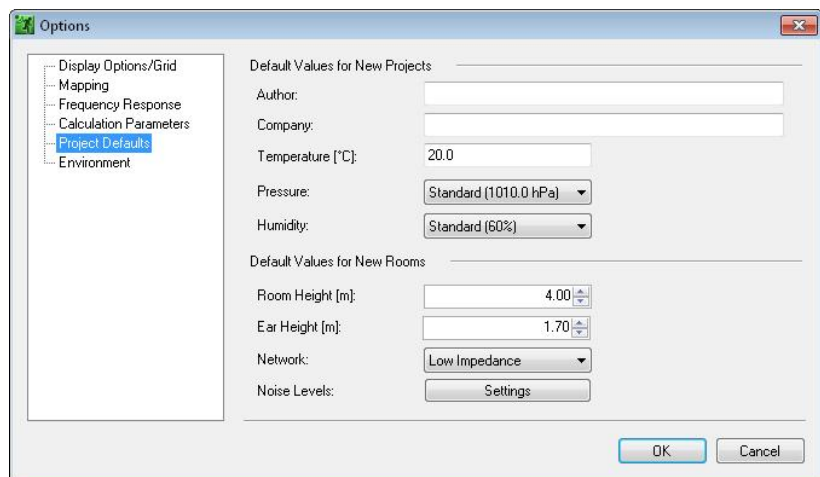 Options
Display Options/Grid
Mapping
Frequency Response
Calculation Parameters
Project Defaults
Environment
Default Values for New Projects
Author:
Company:
Temperature [°C]: 20.0
Pressure: Standard (1010.0 hPa)
Humidity: Standard (60%)
Default Values for New Rooms
Room Height [m]: 4.00
Ear Height [m]: 1.70
Network: Low Impedance
Noise Levels: Settings
OK Cancel